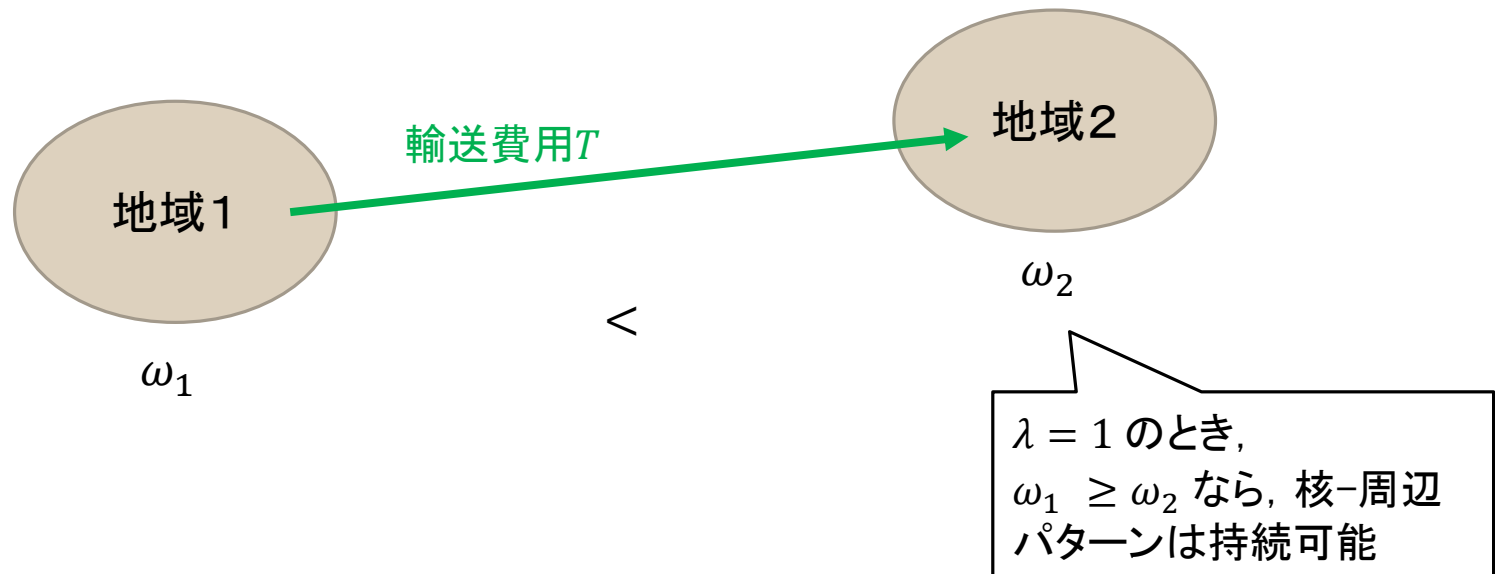 地域1
輸送費用T
地域2
ω₁
<
ω₂
λ = 1 のとき,
ω₁ ≥ ω₂ なら, 核−周辺
パターンは持続可能